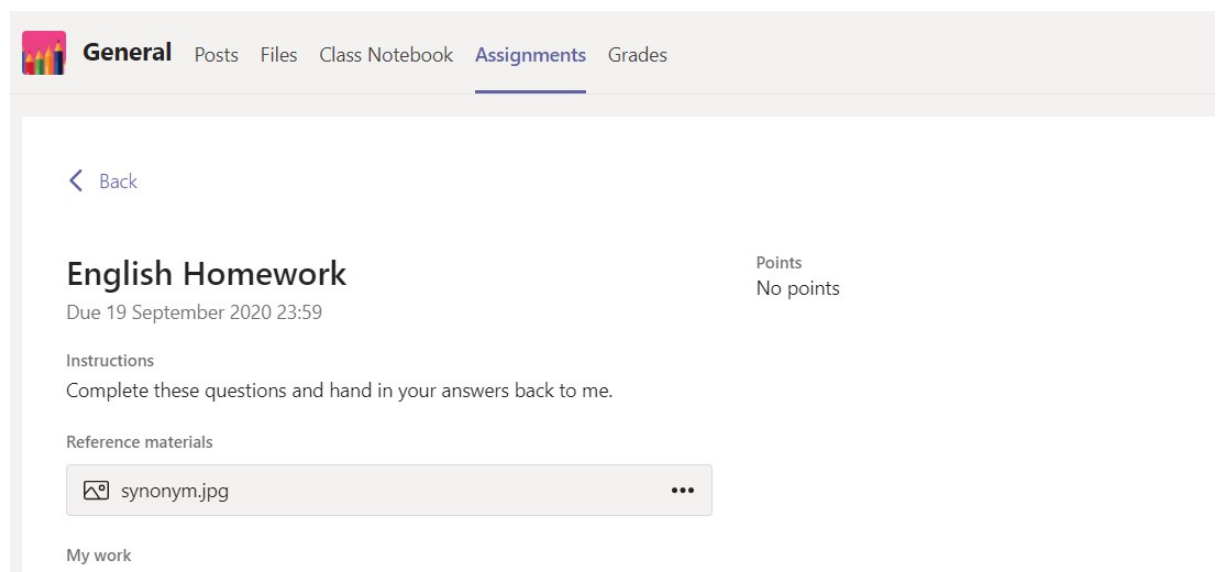 General Posts Files Class Notebook Assignments Grades
Back
English Homework
Due 19 September 2020 23:59
Points
No points
Instructions
Complete these questions and hand in your answers back to me.
Reference materials
synonym.jpg
My work